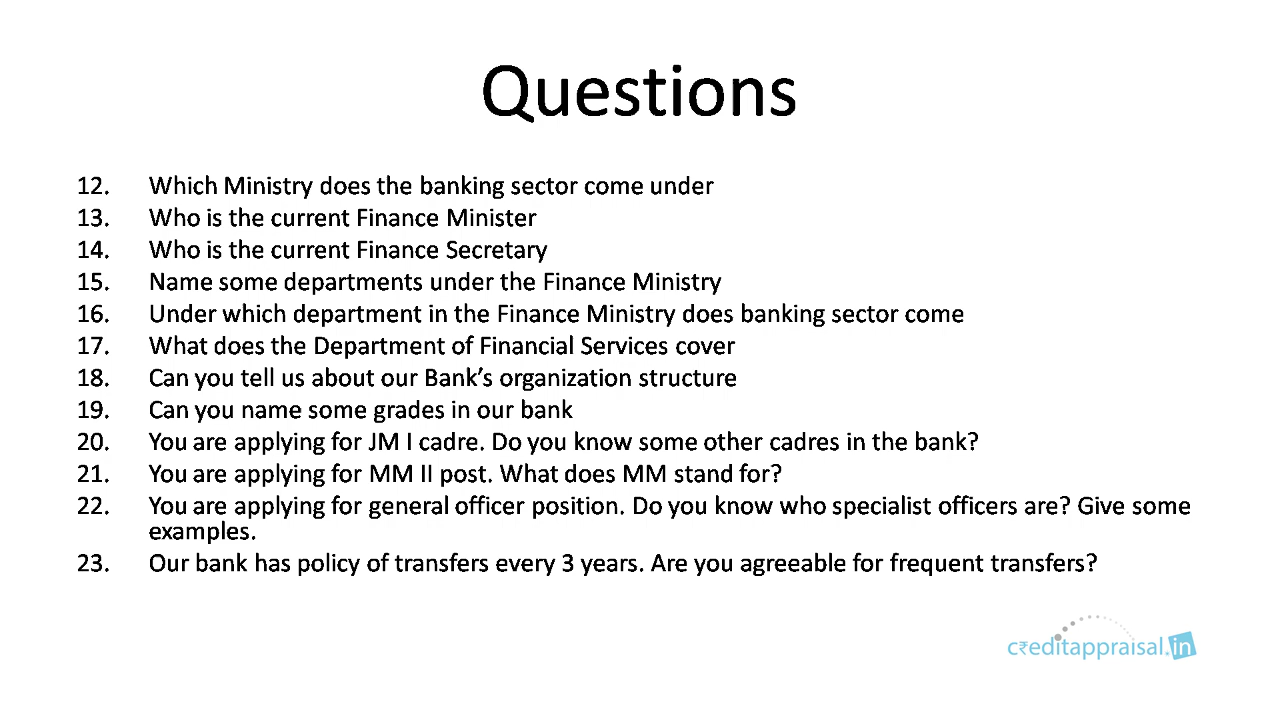 Questions
12. Which Ministry does the banking sector come under
13. Who is the current Finance Minister
14. Who is the current Finance Secretary
15. Name some departments under the Finance Ministry
16. Under which department in the Finance Ministry does banking sector come
17. What does the Department of Financial Services cover
18. Can you tell us about our Bank’s organization structure
19. Can you name some grades in our bank
20. You are applying for JM I cadre. Do you know some other cadres in the bank?
21. You are applying for MM II post. What does MM stand for?
22. You are applying for general officer position. Do you know who specialist officers are? Give some
examples.
23. Our bank has policy of transfers every 3 years. Are you agreeable for frequent transfers?
c₹editappraisal.in